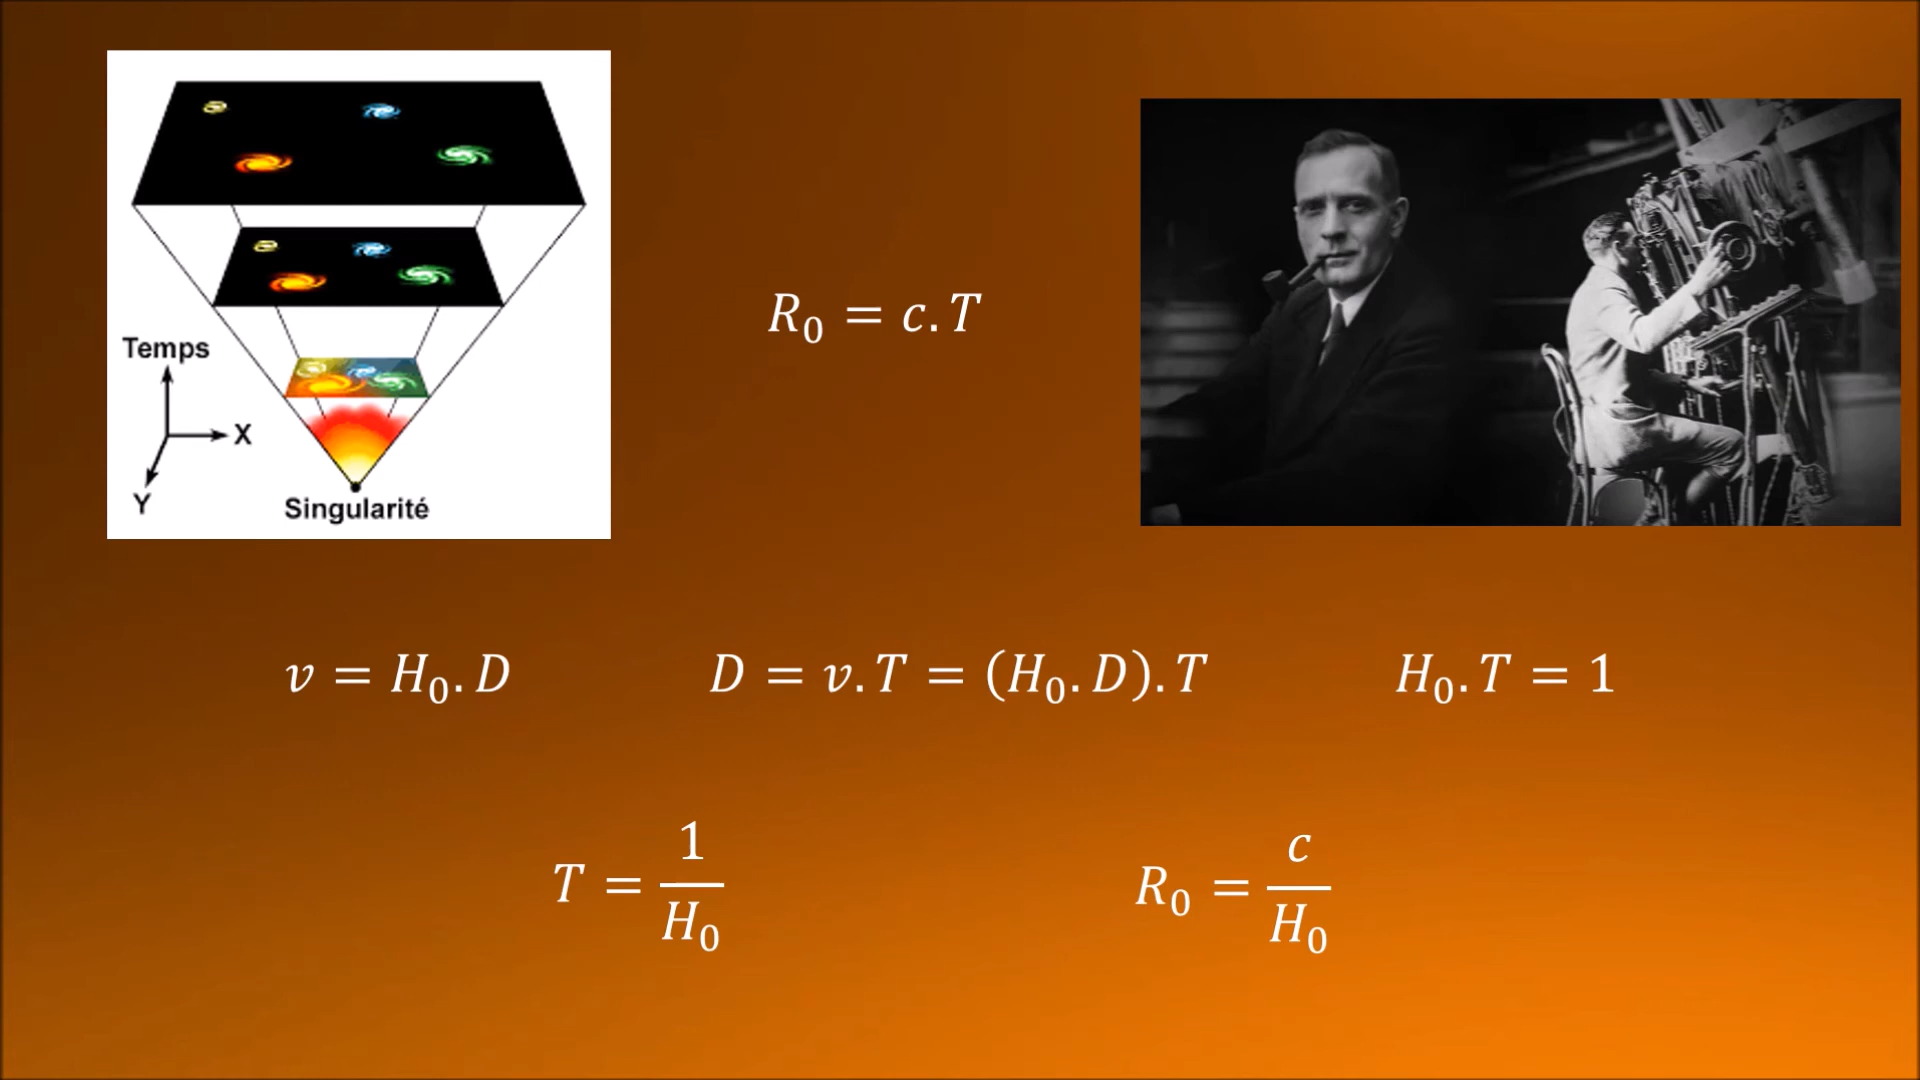 Temps
X
Y
Singularité
R₀ = c.T
v = H₀.D
D = v.T = (H₀.D).T
H₀.T = 1
T = 1/H₀
R₀ = c/H₀